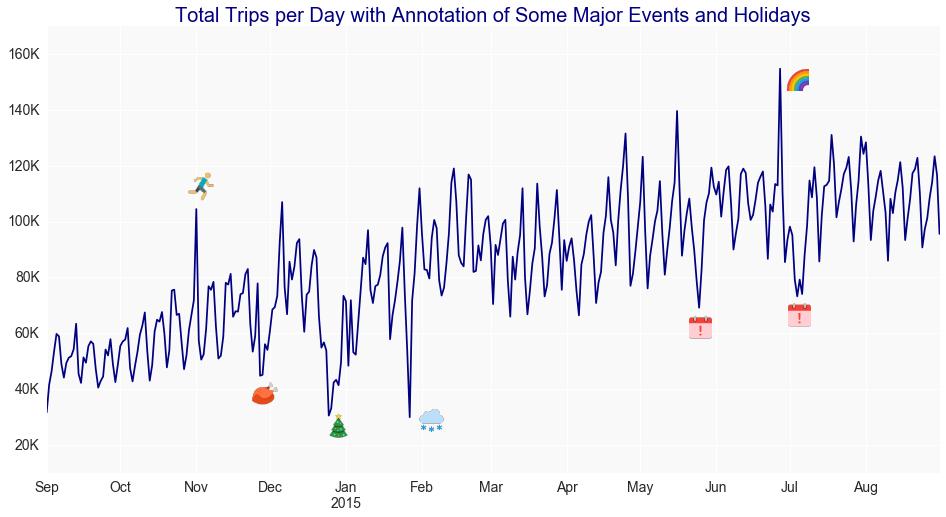 Total Trips per Day with Annotation of Some Major Events and Holidays
160K
140K
120K
100K
80K
60K
40K
20K
Sep Oct Nov Dec Jan Feb Mar Apr May Jun Jul Aug
2015